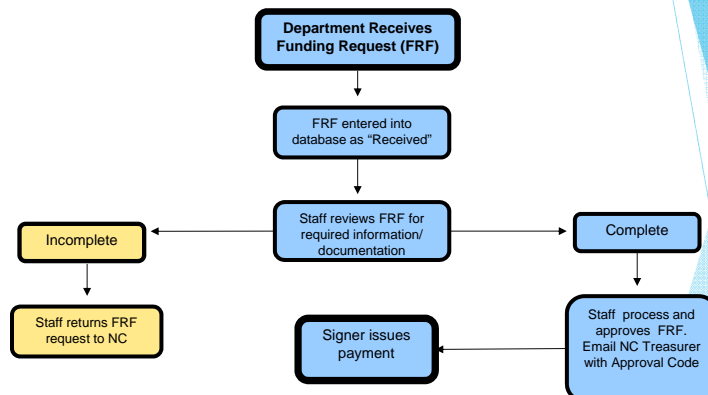 Department Receives
Funding Request (FRF)
FRF entered into
database as “Received”
Staff reviews FRF for
required information/
documentation
Incomplete
Complete
Staff returns FRF
request to NC
Signer issues
payment
Staff process and
approves FRF.
Email NC Treasurer
with Approval Code